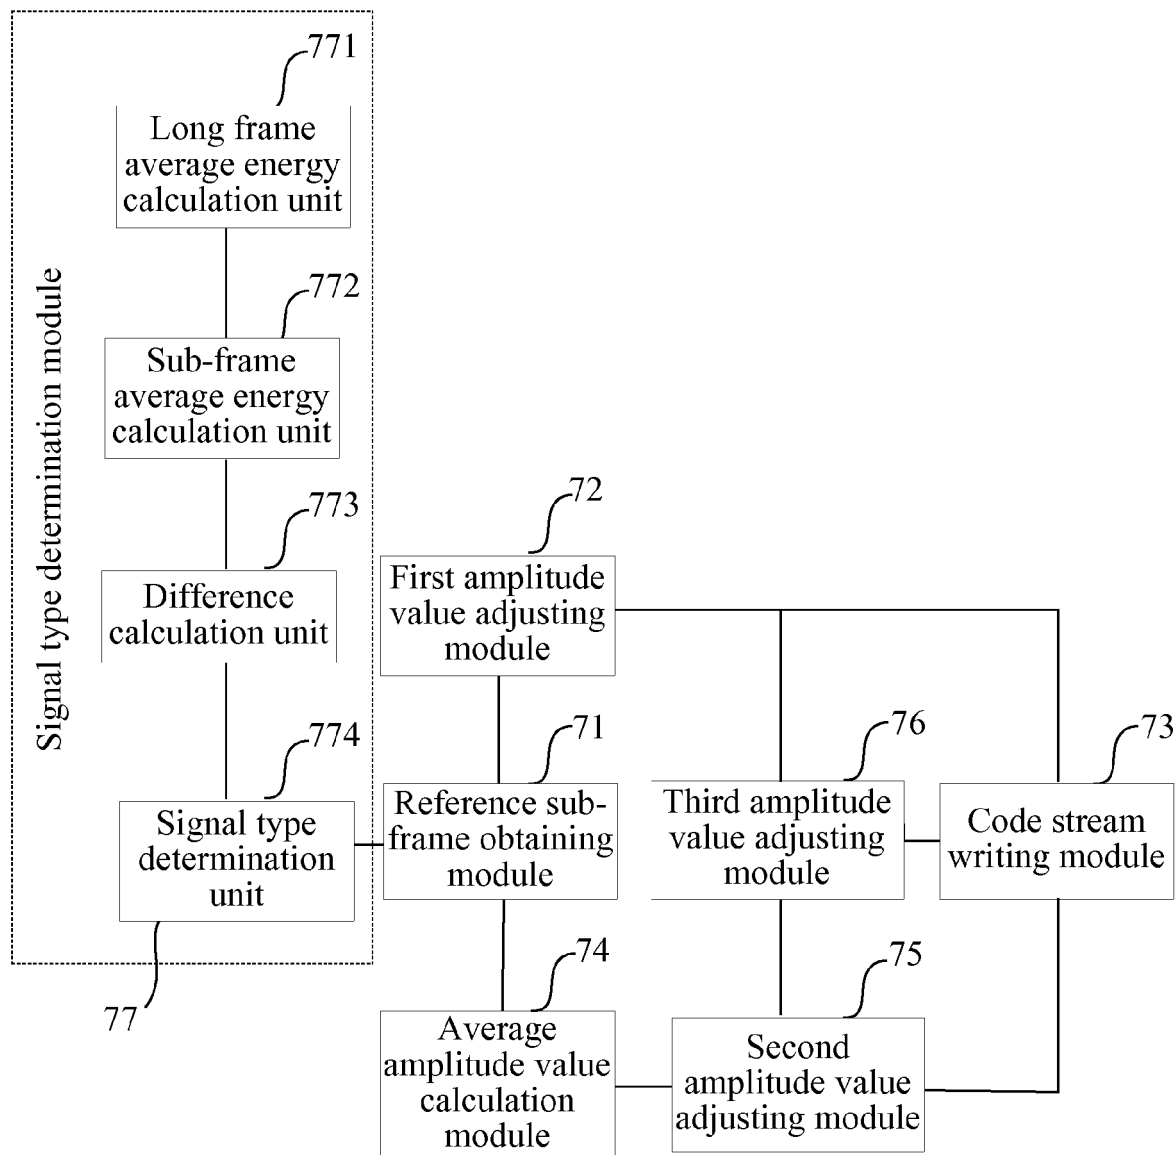 771
Long frame
average energy
calculation unit
Signal type determination module
772
Sub-frame
average energy
calculation unit
773
Difference
calculation unit
774
Signal type
determination
unit
77
72
First amplitude
value adjusting
module
71
Reference sub-
frame obtaining
module
76
Third amplitude
value adjusting
module
73
Code stream
writing module
74
Average
amplitude value
calculation
module
75
Second
amplitude value
adjusting module